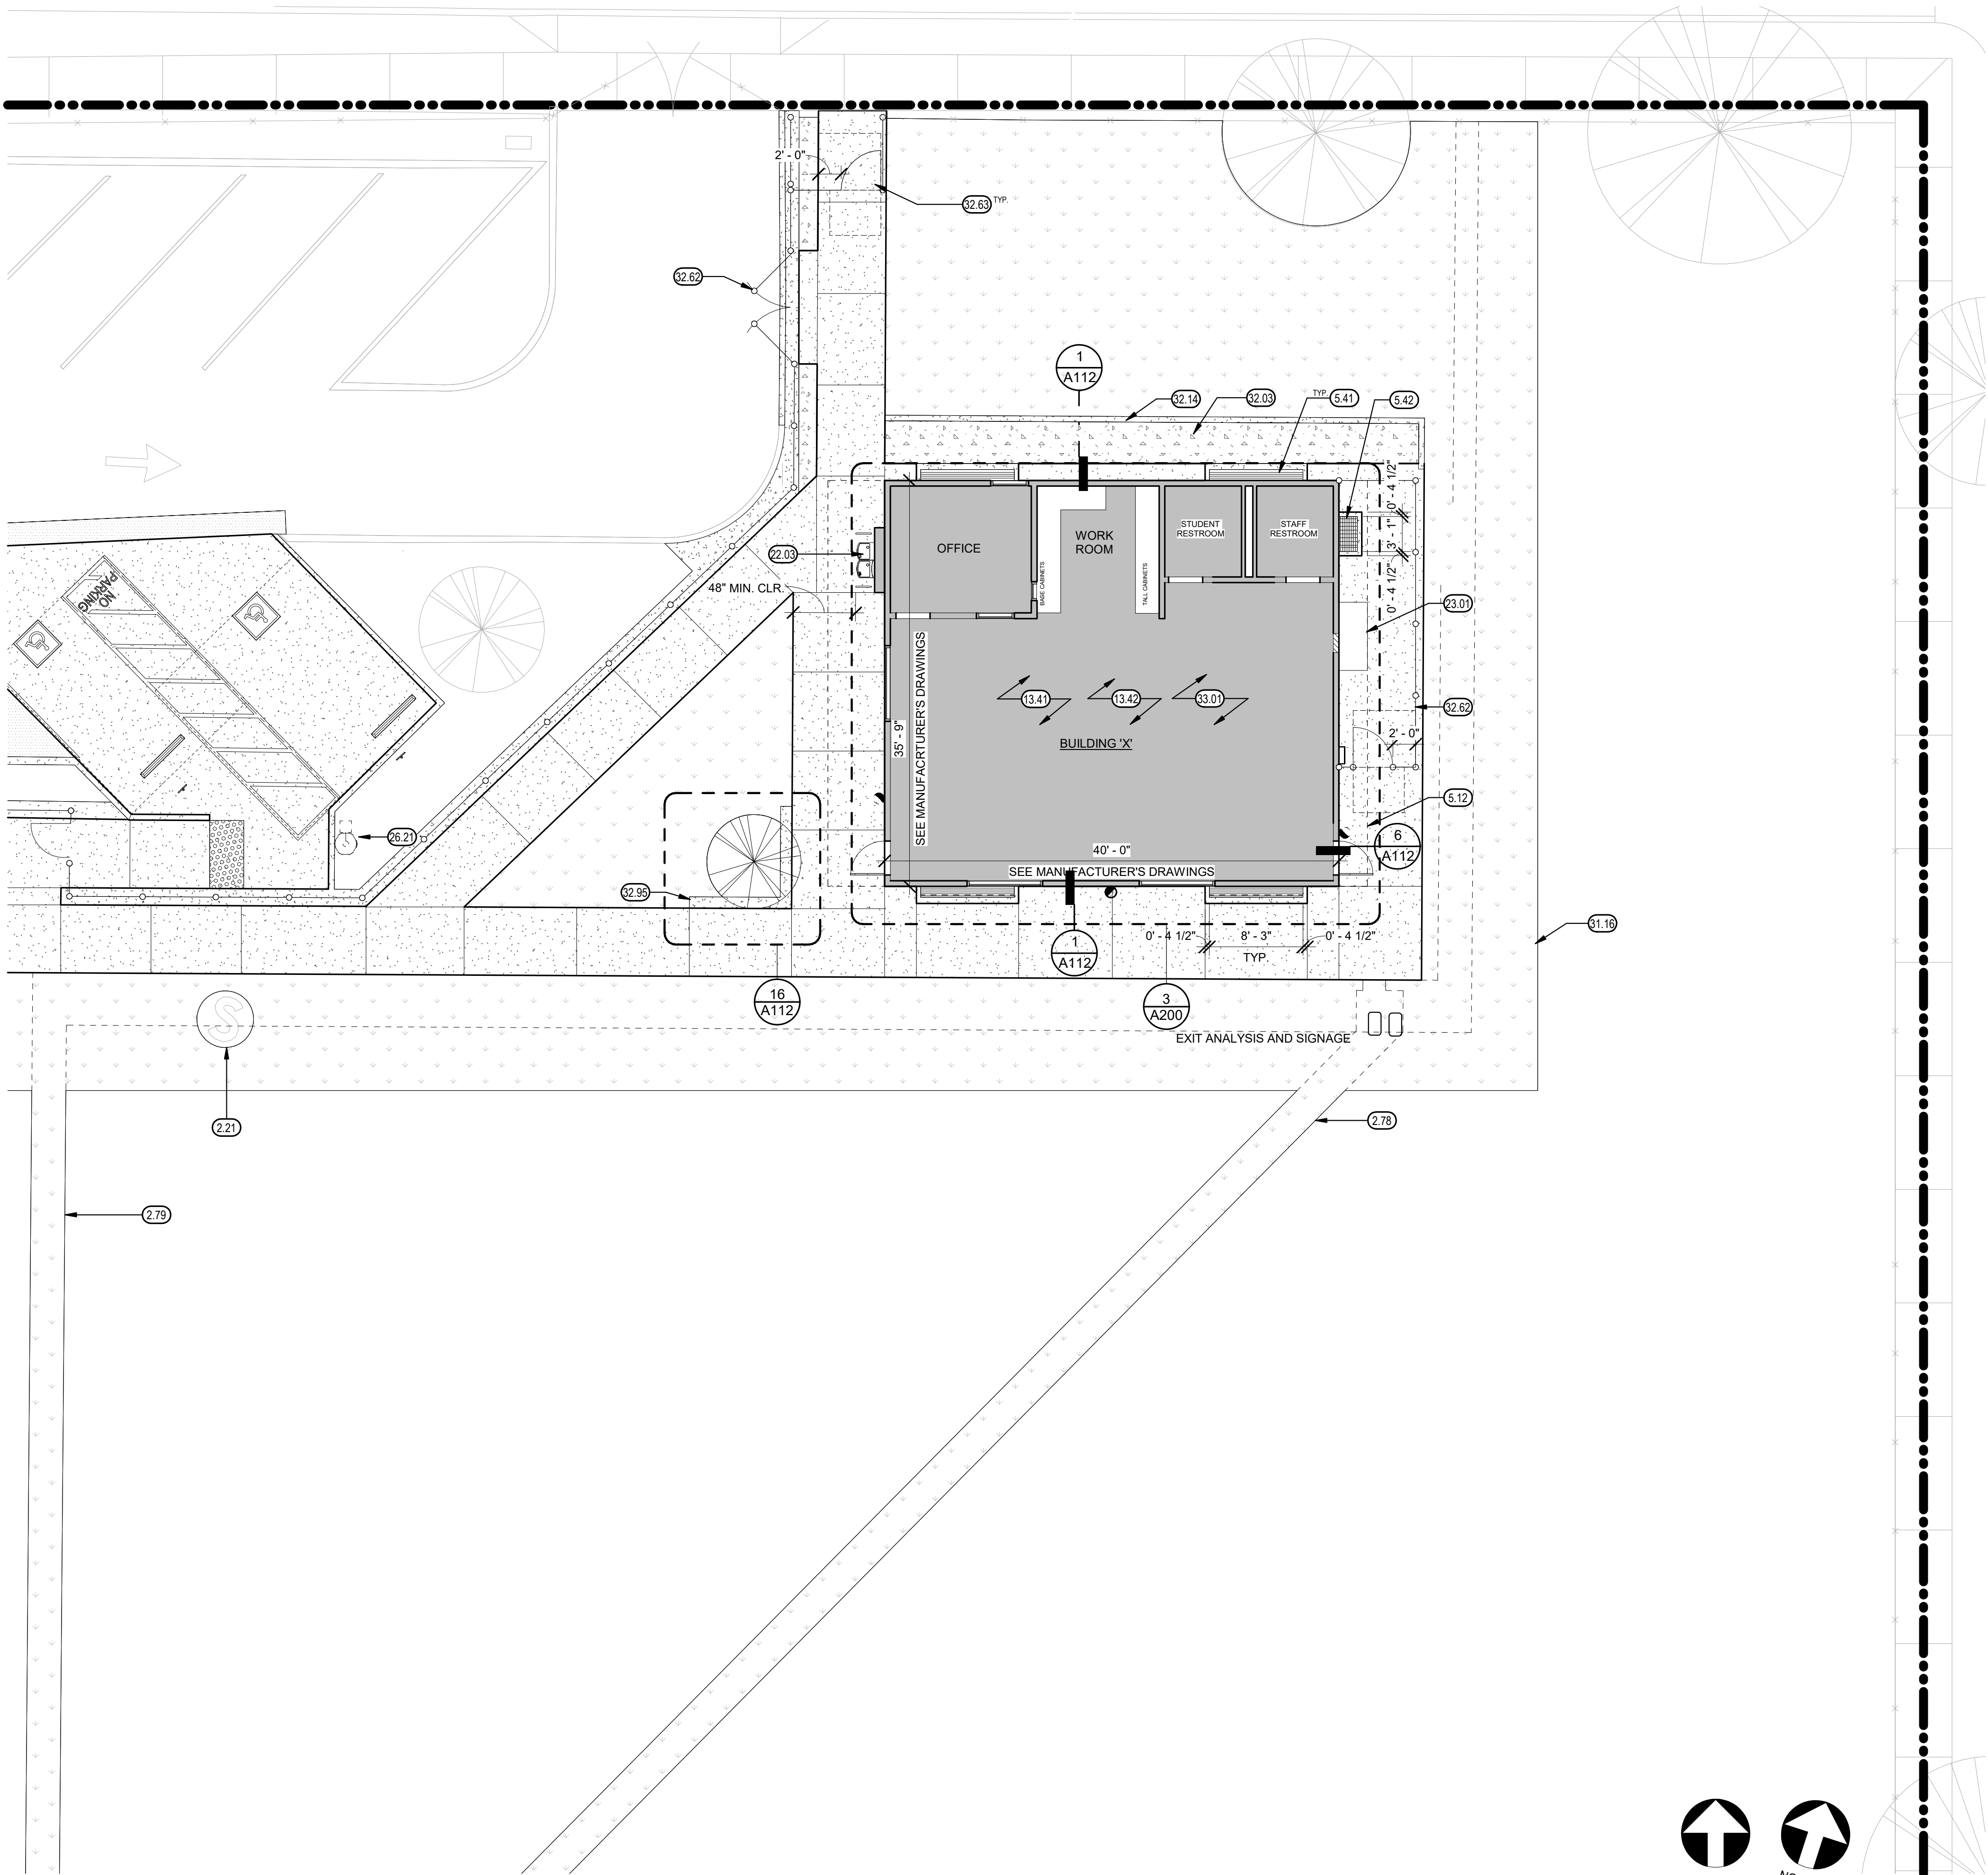 2' - 0"
32.63 TYP.
32.62
1
A112
32.14
32.03
TYP. 5.41
5.42
0' - 4 1/2"
3' - 1"
0' - 4 1/2"
OFFICE
WORK
ROOM
STUDENT
RESTROOM
STAFF
RESTROOM
BASE CABINETS
TALL CABINETS
22.03
48" MIN. CLR.
NO
PARKING
23.01
13.41
13.42
33.01
32.62
2' - 0"
BUILDING 'X'
35' - 9"
SEE MANUFACRTURER'S DRAWINGS
5.12
26.21
6
A112
40' - 0"
SEE MANUFACTURER'S DRAWINGS
32.95
31.16
1
A112
0' - 4 1/2"
8' - 3"
0' - 4 1/2"
TYP.
16
A112
3
A200
EXIT ANALYSIS AND SIGNAGE
S
2.21
2.78
2.79